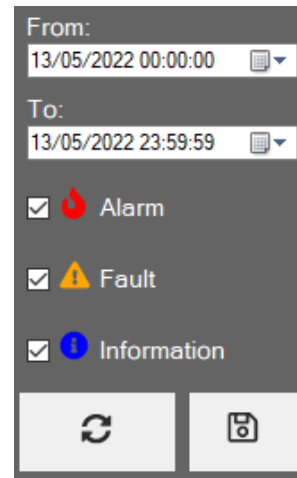 From:
13/05/2022 00:00:00
To:
13/05/2022 23:59:59
Alarm
Fault
Information